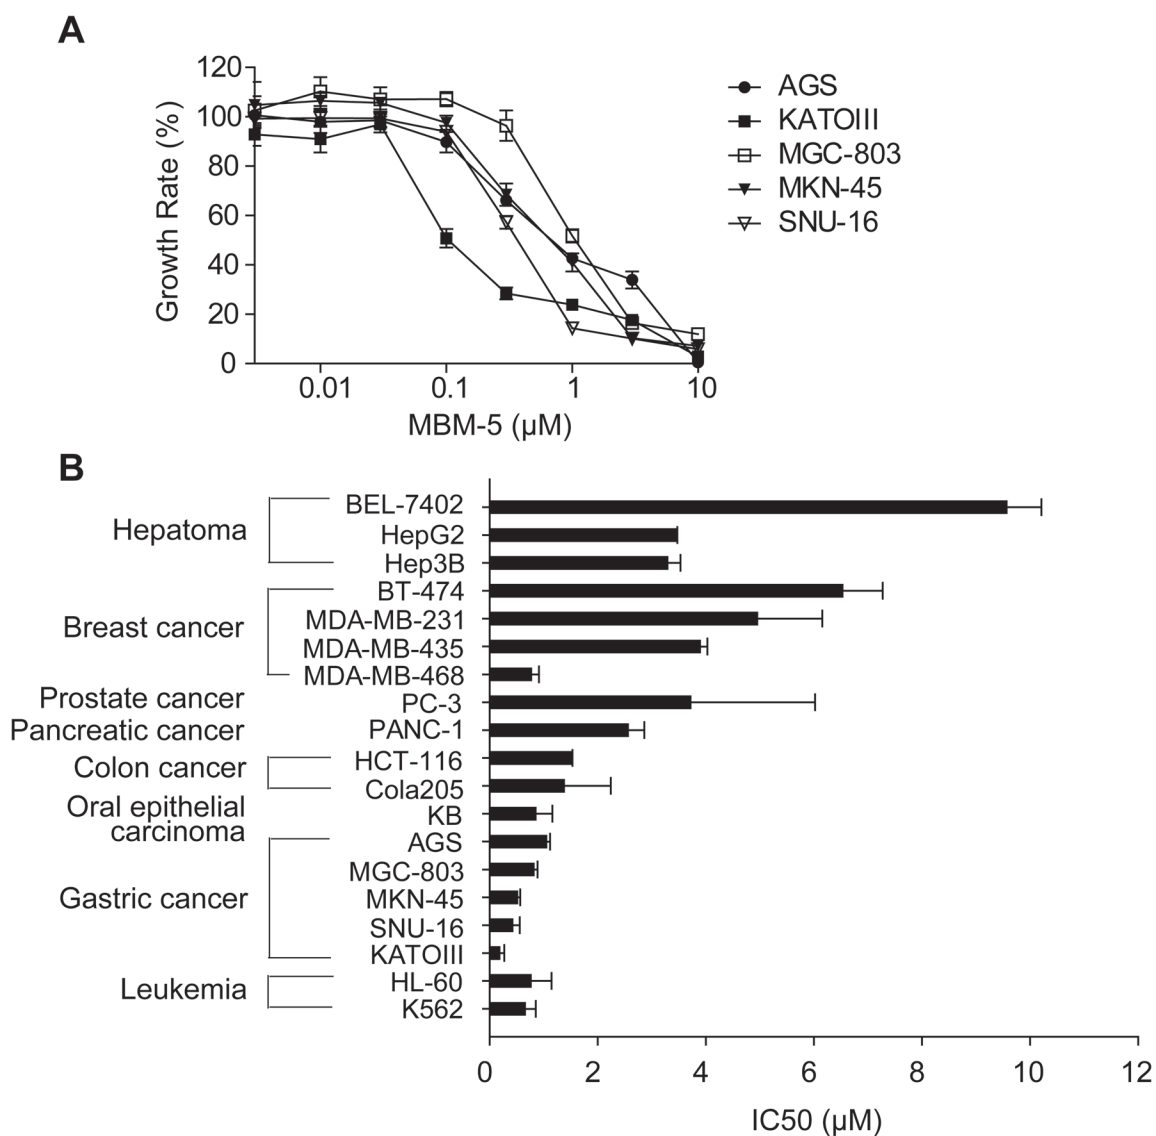 A
120
100
80
60
40
20
0
Growth Rate (%)
0.01 0.1 1 10
MBM-5 (μM)
AGS
KATOIII
MGC-803
MKN-45
SNU-16
B
Hepatoma
BEL-7402
HepG2
Hep3B
Breast cancer
BT-474
MDA-MB-231
MDA-MB-435
MDA-MB-468
Prostate cancer PC-3
Pancreatic cancer PANC-1
Colon cancer
HCT-116
Cola205
Oral epithelial
carcinoma
KB
Gastric cancer
AGS
MGC-803
MKN-45
SNU-16
KATOIII
Leukemia
HL-60
K562
0 2 4 6 8 10 12
IC50 (μM)